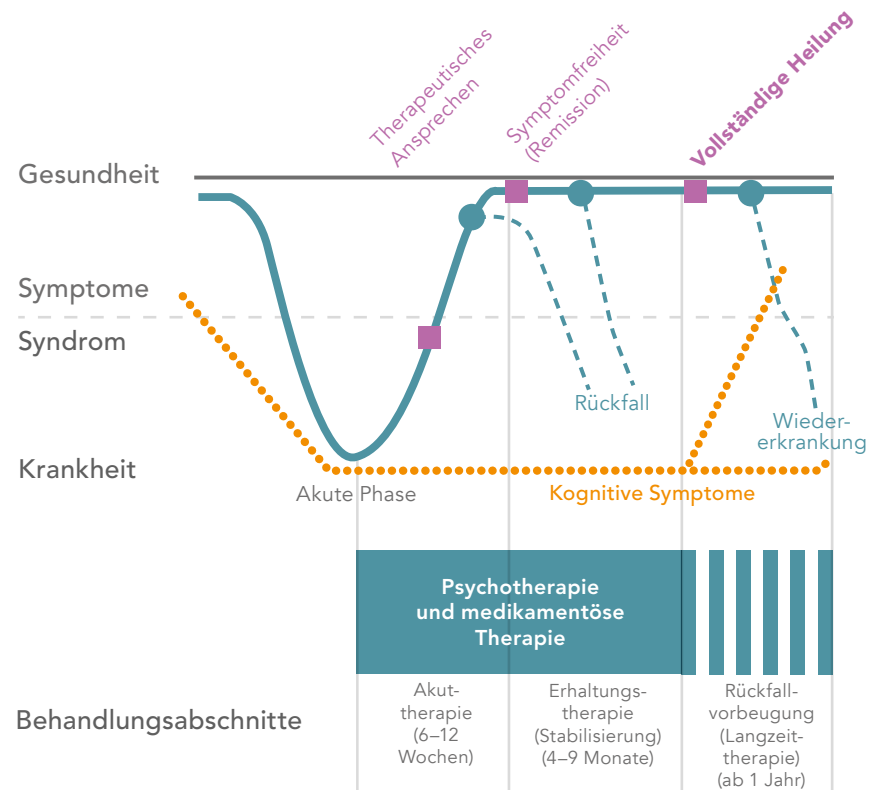 Therapeutisches
Ansprechen
Symptomfreiheit
(Remission)
Vollständige Heilung
Gesundheit
Symptome
Syndrom
Rückfall
Wieder-
erkrankung
Krankheit
Akute Phase
Kognitive Symptome
Psychotherapie
und medikamentöse
Therapie
Behandlungsabschnitte
Akut-
therapie
(6–12
Wochen)
Erhaltungs-
therapie
(Stabilisierung)
(4–9 Monate)
Rückfall-
vorbeugung
(Langzeit-
therapie)
(ab 1 Jahr)